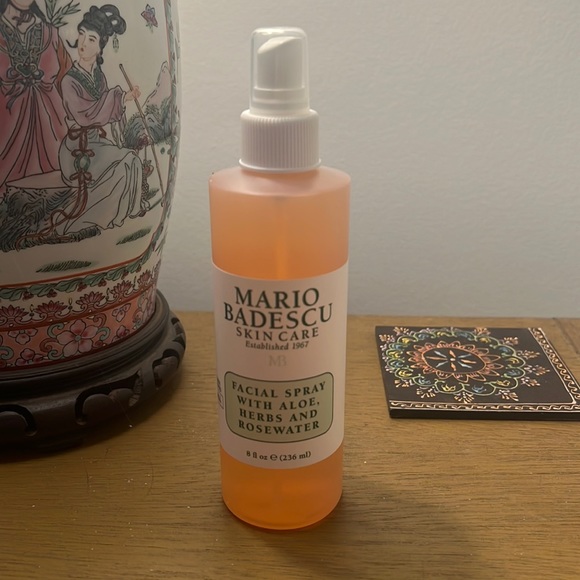 MARIO
BADESCU
SKIN CARE
Established 1967
MB
FACIAL SPRAY
WITH ALOE,
HERBS AND
ROSEWATER
8 fl oz ℮ (236 ml)